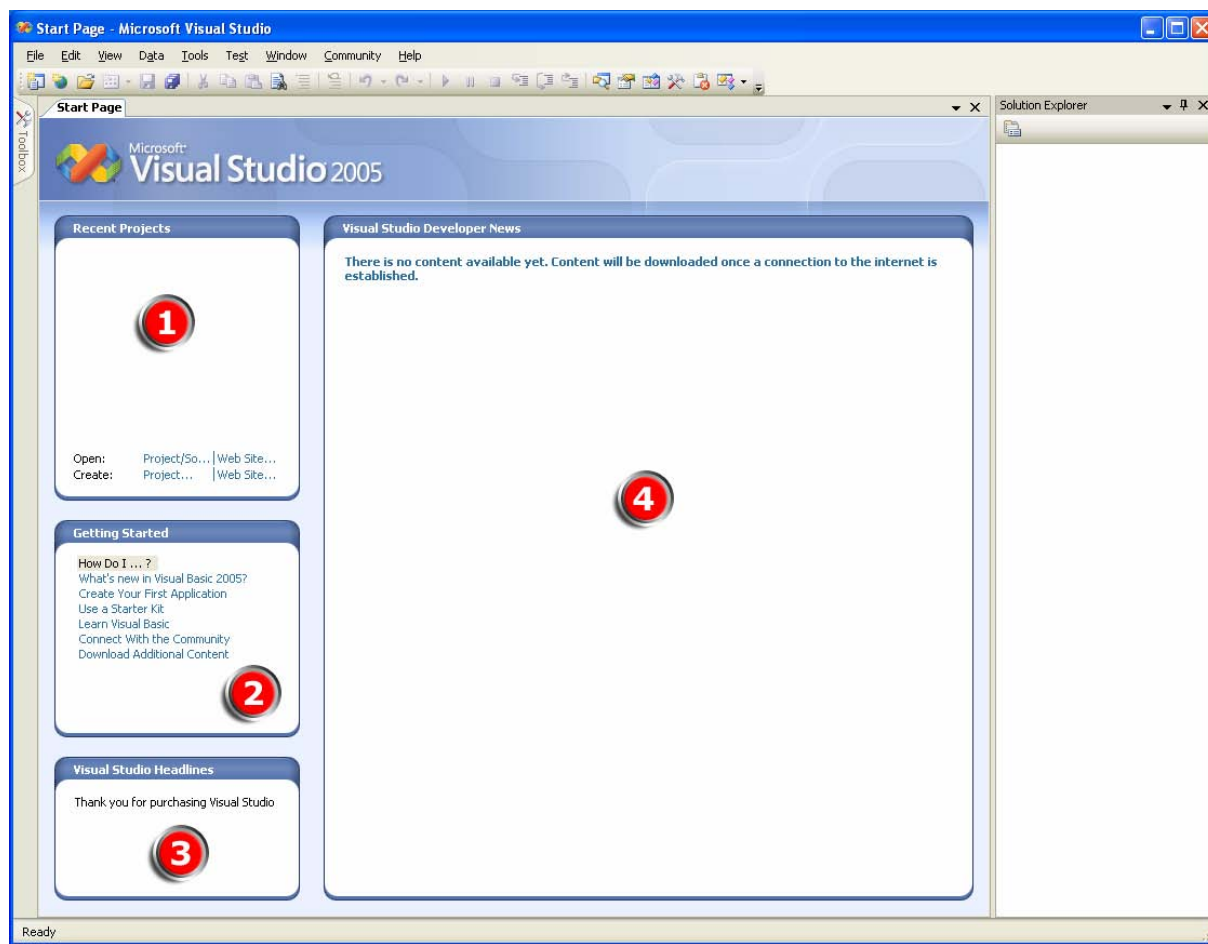 Start Page - Microsoft Visual Studio
File Edit View Data Tools Test Window Community Help
Toolbox
Start Page
Solution Explorer
Microsoft
Visual Studio 2005
Recent Projects
1
Open: Project/So... | Web Site...
Create: Project... | Web Site...
Getting Started
How Do I ... ?
What's new in Visual Basic 2005?
Create Your First Application
Use a Starter Kit
Learn Visual Basic
Connect With the Community
Download Additional Content
2
Visual Studio Headlines
Thank you for purchasing Visual Studio
3
Visual Studio Developer News
There is no content available yet. Content will be downloaded once a connection to the internet is
established.
4
Ready